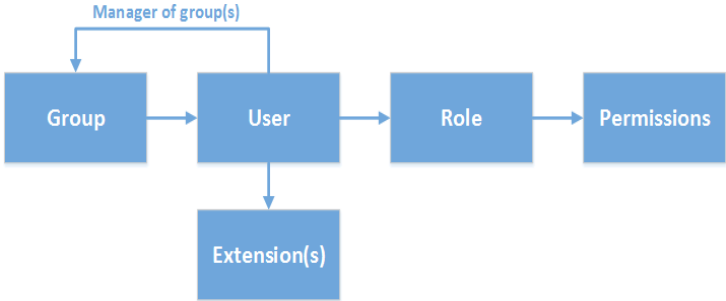 Manager of group(s)
Group
User
Role
Permissions
Extension(s)